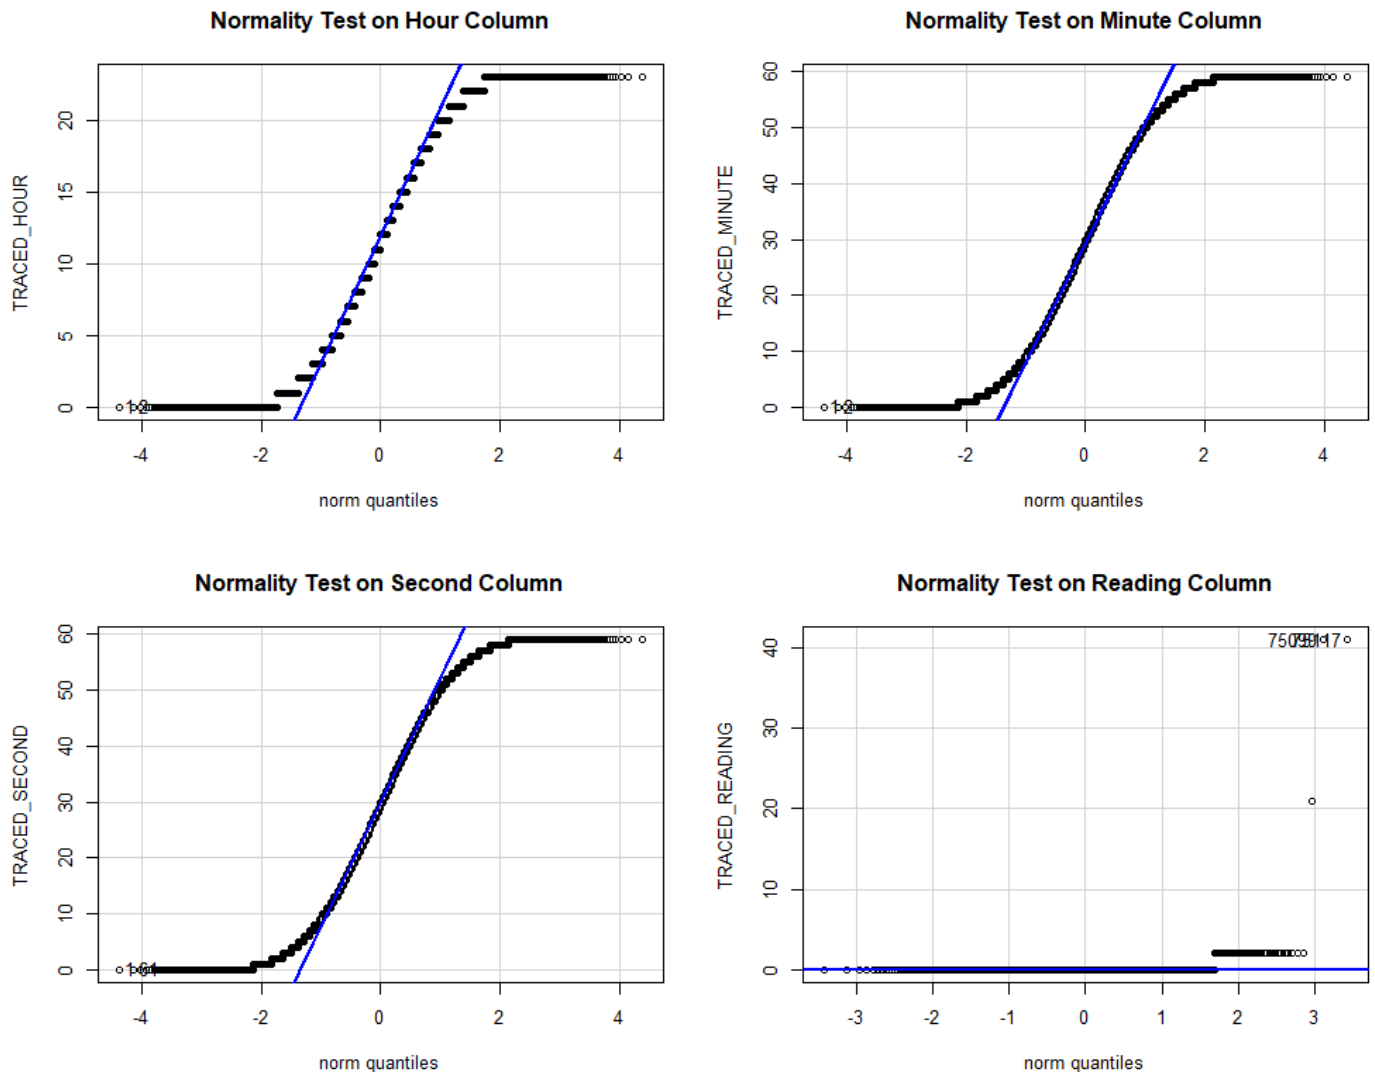 Normality Test on Hour Column
TRACED_HOUR
20
15
10
5
0
-4 -2 0 2 4
norm quantiles
Normality Test on Minute Column
TRACED_MINUTE
60
50
40
30
20
10
0
-4 -2 0 2 4
norm quantiles
Normality Test on Second Column
TRACED_SECOND
60
50
40
30
20
10
0
-4 -2 0 2 4
norm quantiles
Normality Test on Reading Column
TRACED_READING
40
30
20
10
0
-3 -2 -1 0 1 2 3
norm quantiles